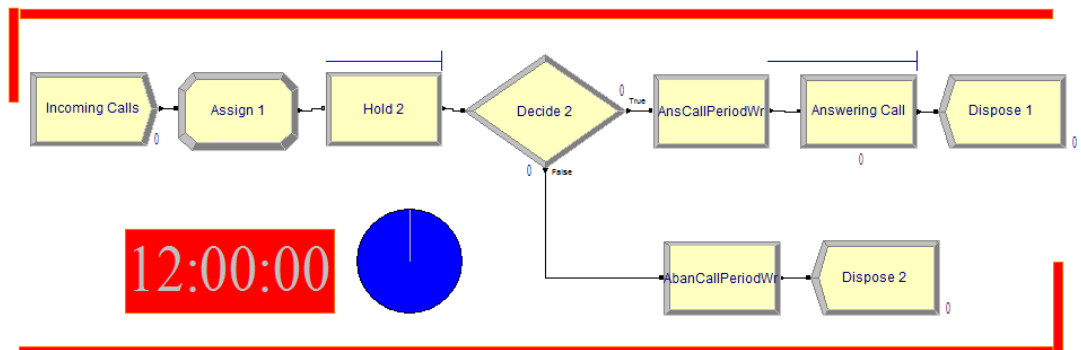 Incoming Calls
0
Assign 1
Hold 2
Decide 2
0
True
0
False
AnsCallPeriodWr
Answering Call
0
Dispose 1
0
12:00:00
AbanCallPeriodWr
Dispose 2
0